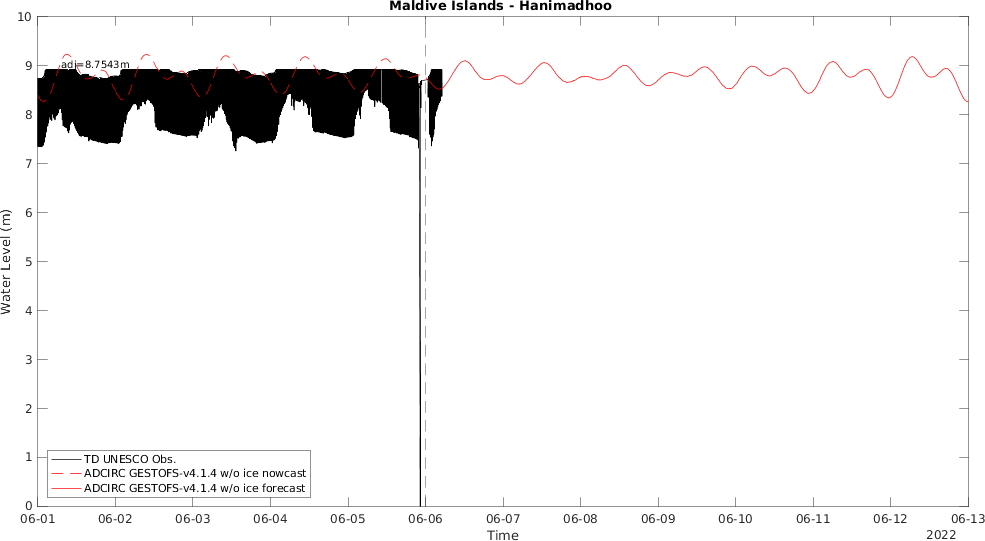 Maldive Islands - Hanimadhoo
adj=8.7543m
Water Level (m)
10
9
8
7
6
5
4
3
2
1
0
TD UNESCO Obs.
ADCIRC GESTOFS-v4.1.4 w/o ice nowcast
ADCIRC GESTOFS-v4.1.4 w/o ice forecast
06-01 06-02 06-03 06-04 06-05 06-06 06-07 06-08 06-09 06-10 06-11 06-12 06-13
Time
2022